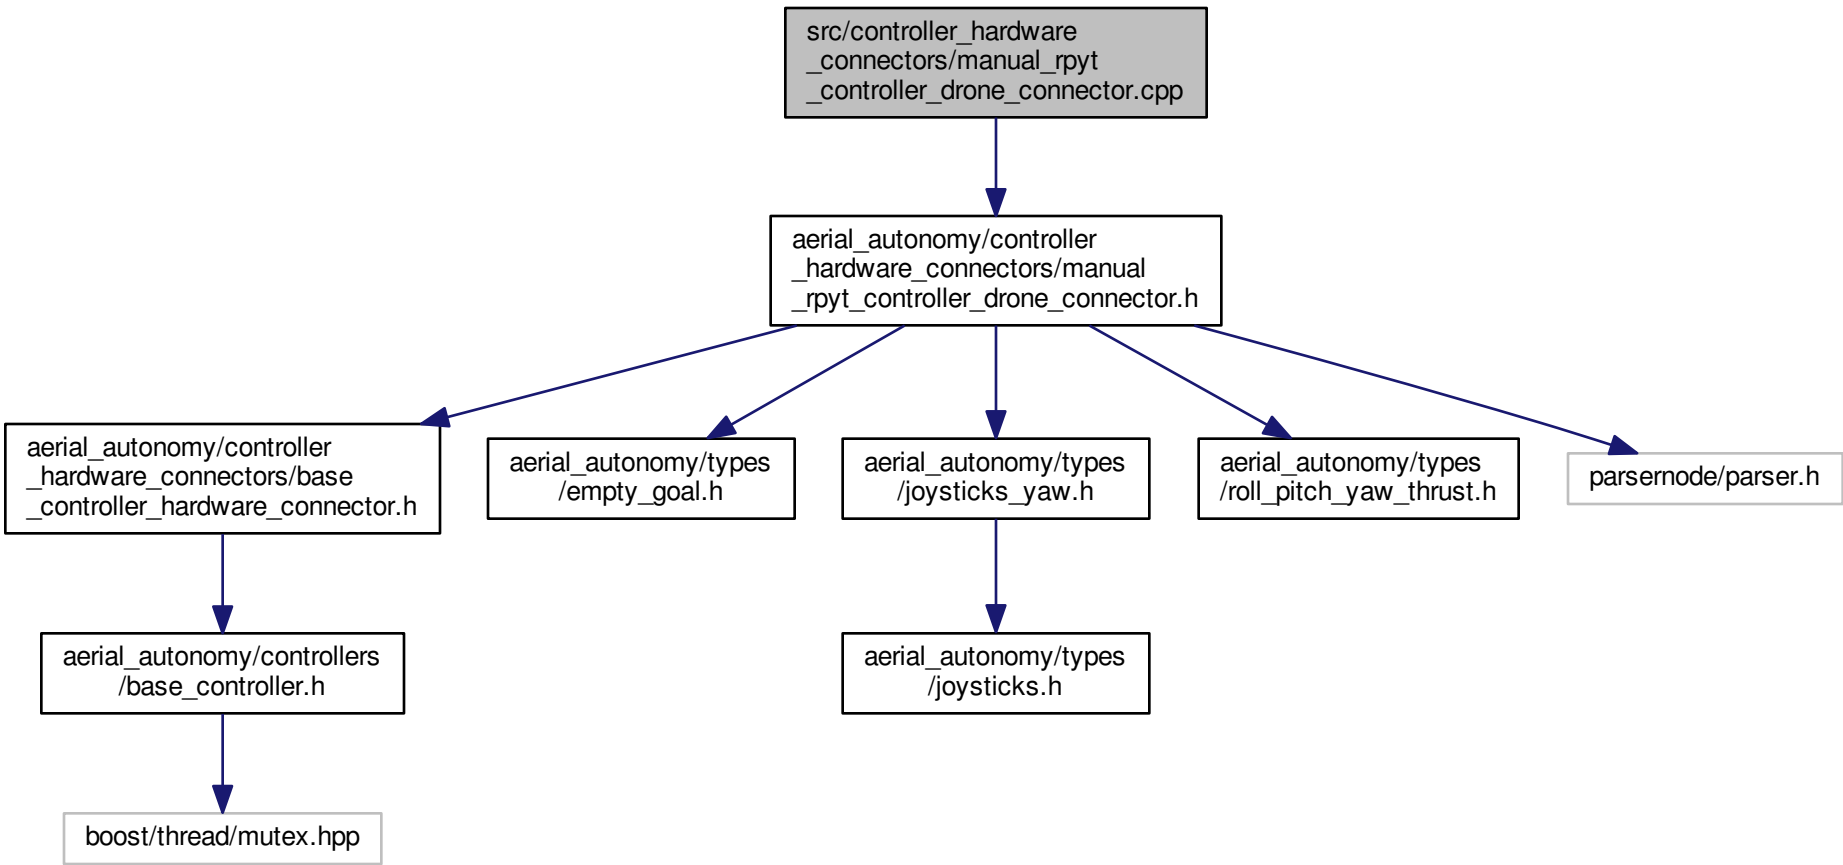 src/controller_hardware
_connectors/manual_rpyt
_controller_drone_connector.cpp
aerial_autonomy/controller
_hardware_connectors/manual
_rpyt_controller_drone_connector.h
aerial_autonomy/controller
_hardware_connectors/base
_controller_hardware_connector.h
aerial_autonomy/types
/empty_goal.h
aerial_autonomy/types
/joysticks_yaw.h
aerial_autonomy/types
/roll_pitch_yaw_thrust.h
parsernode/parser.h
aerial_autonomy/controllers
/base_controller.h
aerial_autonomy/types
/joysticks.h
boost/thread/mutex.hpp